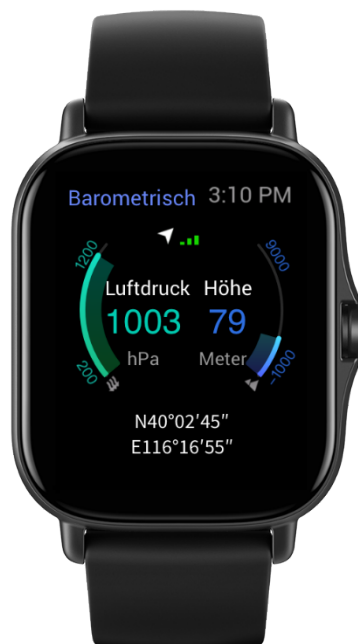 Barometrisch 3:10 PM
1200 9000
Luftdruck Höhe
1003 79
hPa Meter
200 -1000
N40°02'45"
E116°16'55"